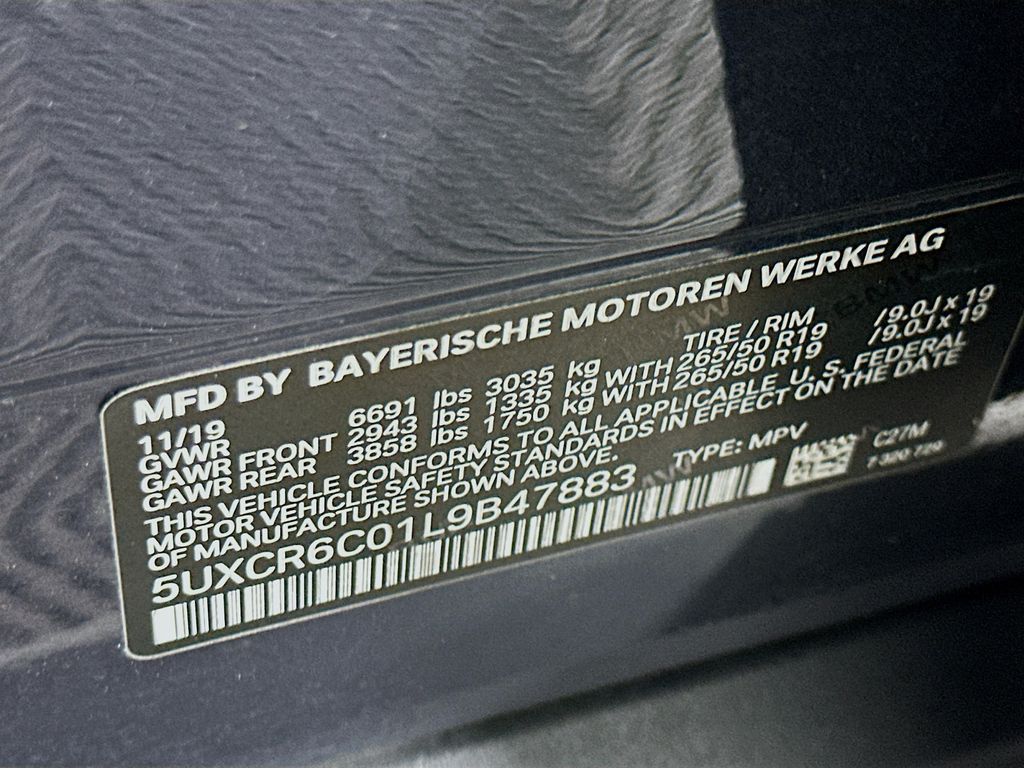 MFD BY BAYERISCHE MOTOREN WERKE AG
11/19 TIRE / RIM
GVWR 6691 lbs 3035 kg
GAWR FRONT 2943 lbs 1335 kg WITH 265/50 R19 /9.0J x 19
GAWR REAR 3858 lbs 1750 kg WITH 265/50 R19 /9.0J x 19
THIS VEHICLE CONFORMS TO ALL APPLICABLE U. S. FEDERAL
MOTOR VEHICLE SAFETY STANDARDS IN EFFECT ON THE DATE
OF MANUFACTURE SHOWN ABOVE.
5UXCR6C01L9B47883 TYPE: MPV
C27M